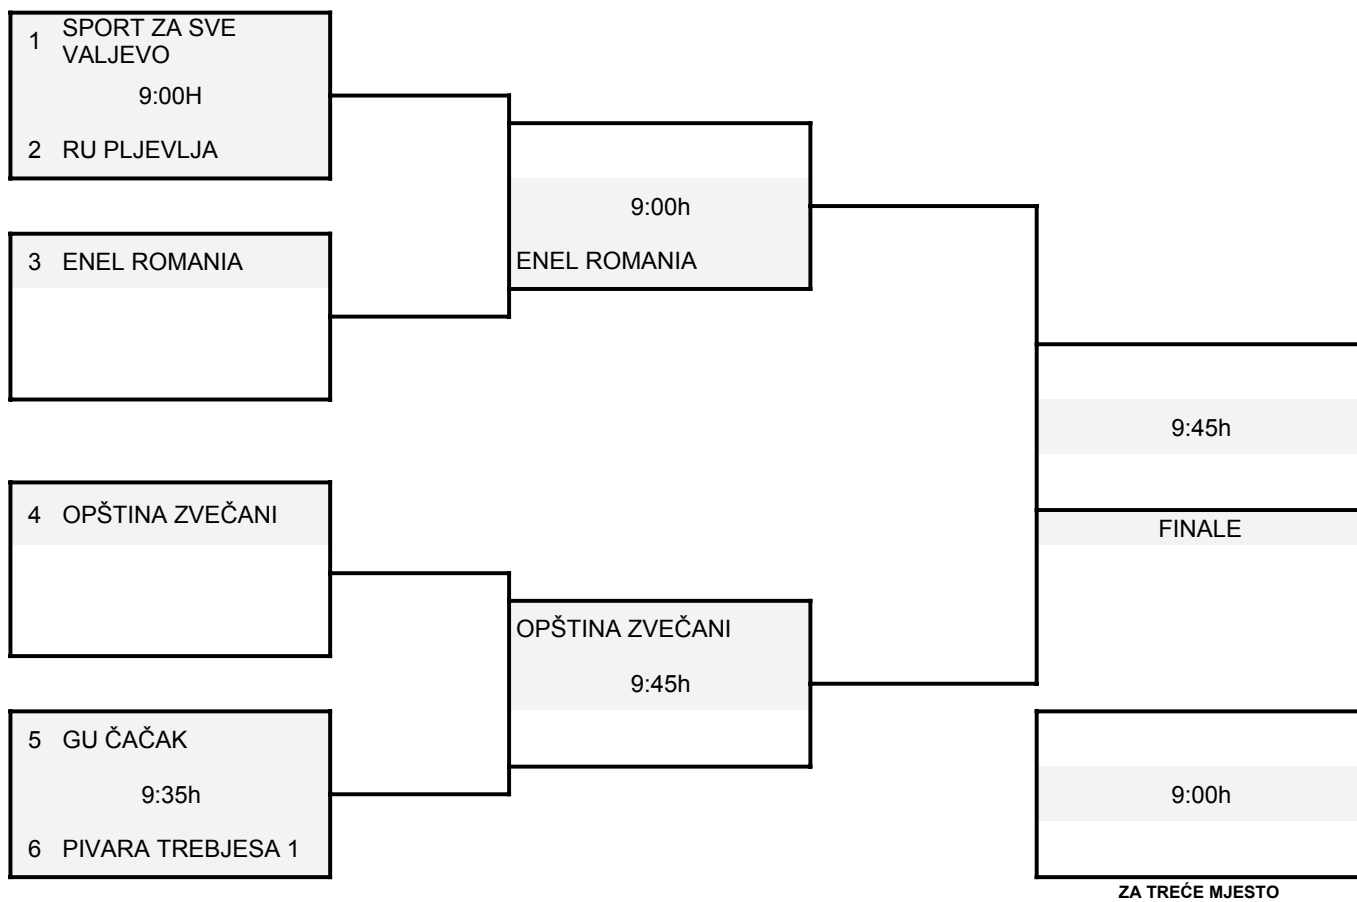 1 SPORT ZA SVE
VALJEVO
9:00H
2 RU PLJEVLJA
3 ENEL ROMANIA
4 OPŠTINA ZVEČANI
5 GU ČAČAK
9:35h
6 PIVARA TREBJESA 1
9:00h
ENEL ROMANIA
OPŠTINA ZVEČANI
9:45h
9:45h
FINALE
9:00h
ZA TREĆE MJESTO